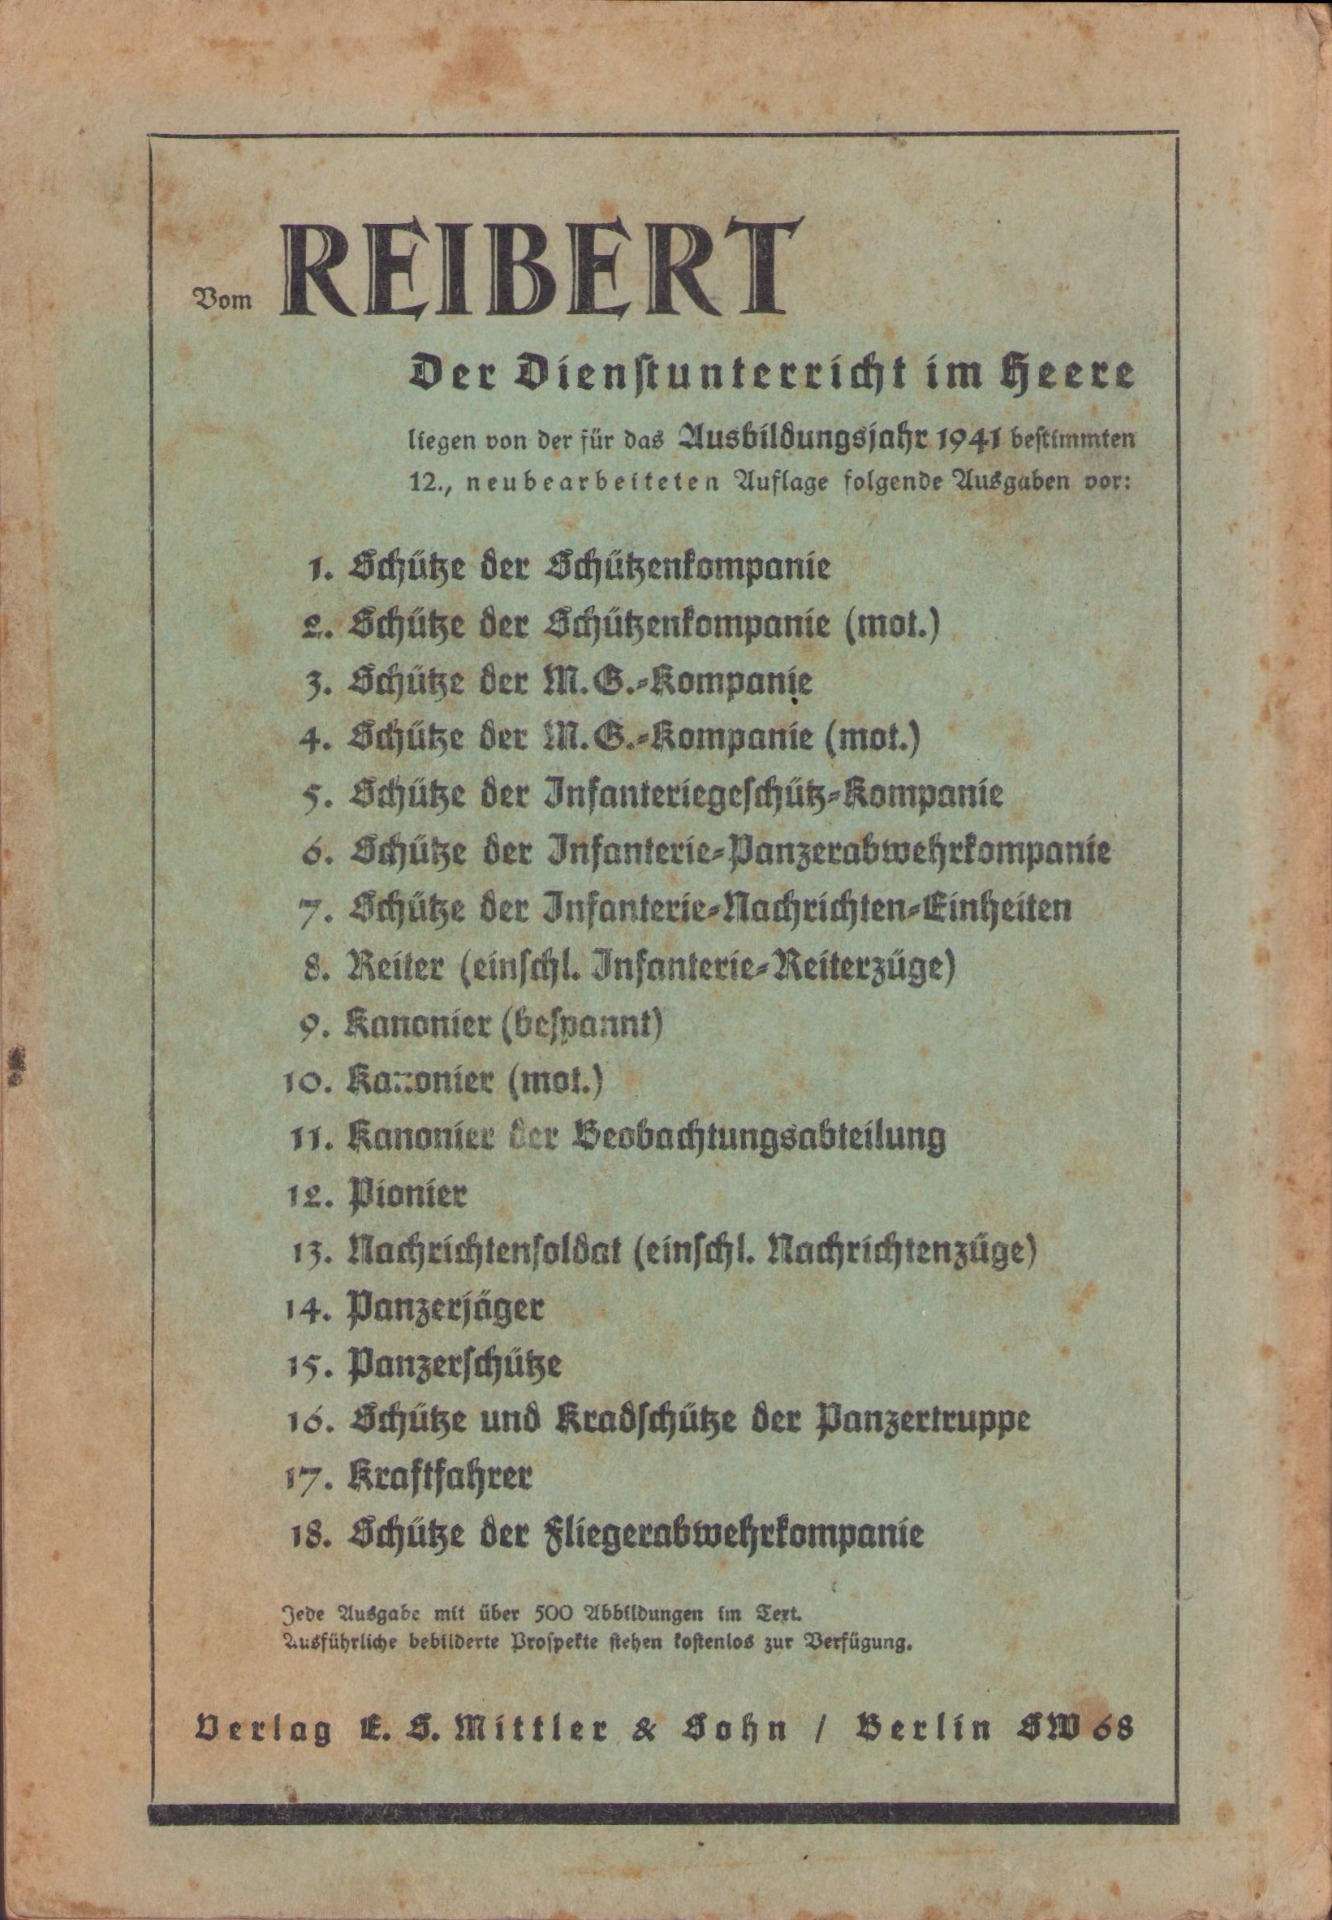 Vom REIBERT
Der Dienstunterricht im Heere
liegen von der für das Ausbildungsjahr 1941 bestimmten
12., neubearbeiteten Auflage folgende Ausgaben vor:
1. Schütze der Schützenkompanie
2. Schütze der Schützenkompanie (mot.)
3. Schütze der M.G.-Kompanie
4. Schütze der M.G.-Kompanie (mot.)
5. Schütze der Infanteriegeschütz-Kompanie
6. Schütze der Infanterie-Panzerabwehrkompanie
7. Schütze der Infanterie-Nachrichten-Einheiten
8. Reiter (einschl. Infanterie-Reiterzüge)
9. Kanonier (bespannt)
10. Kanonier (mot.)
11. Kanonier der Beobachtungsabteilung
12. Pionier
13. Nachrichtensoldat (einschl. Nachrichtenzüge)
14. Panzerjäger
15. Panzerschütze
16. Schütze und Kradschütze der Panzertruppe
17. Kraftfahrer
18. Schütze der Fliegerabwehrkompanie
Jede Ausgabe mit über 500 Abbildungen im Text.
Ausführliche bebilderte Prospekte stehen kostenlos zur Verfügung.
Verlag E. S. Mittler & Sohn / Berlin SW 68